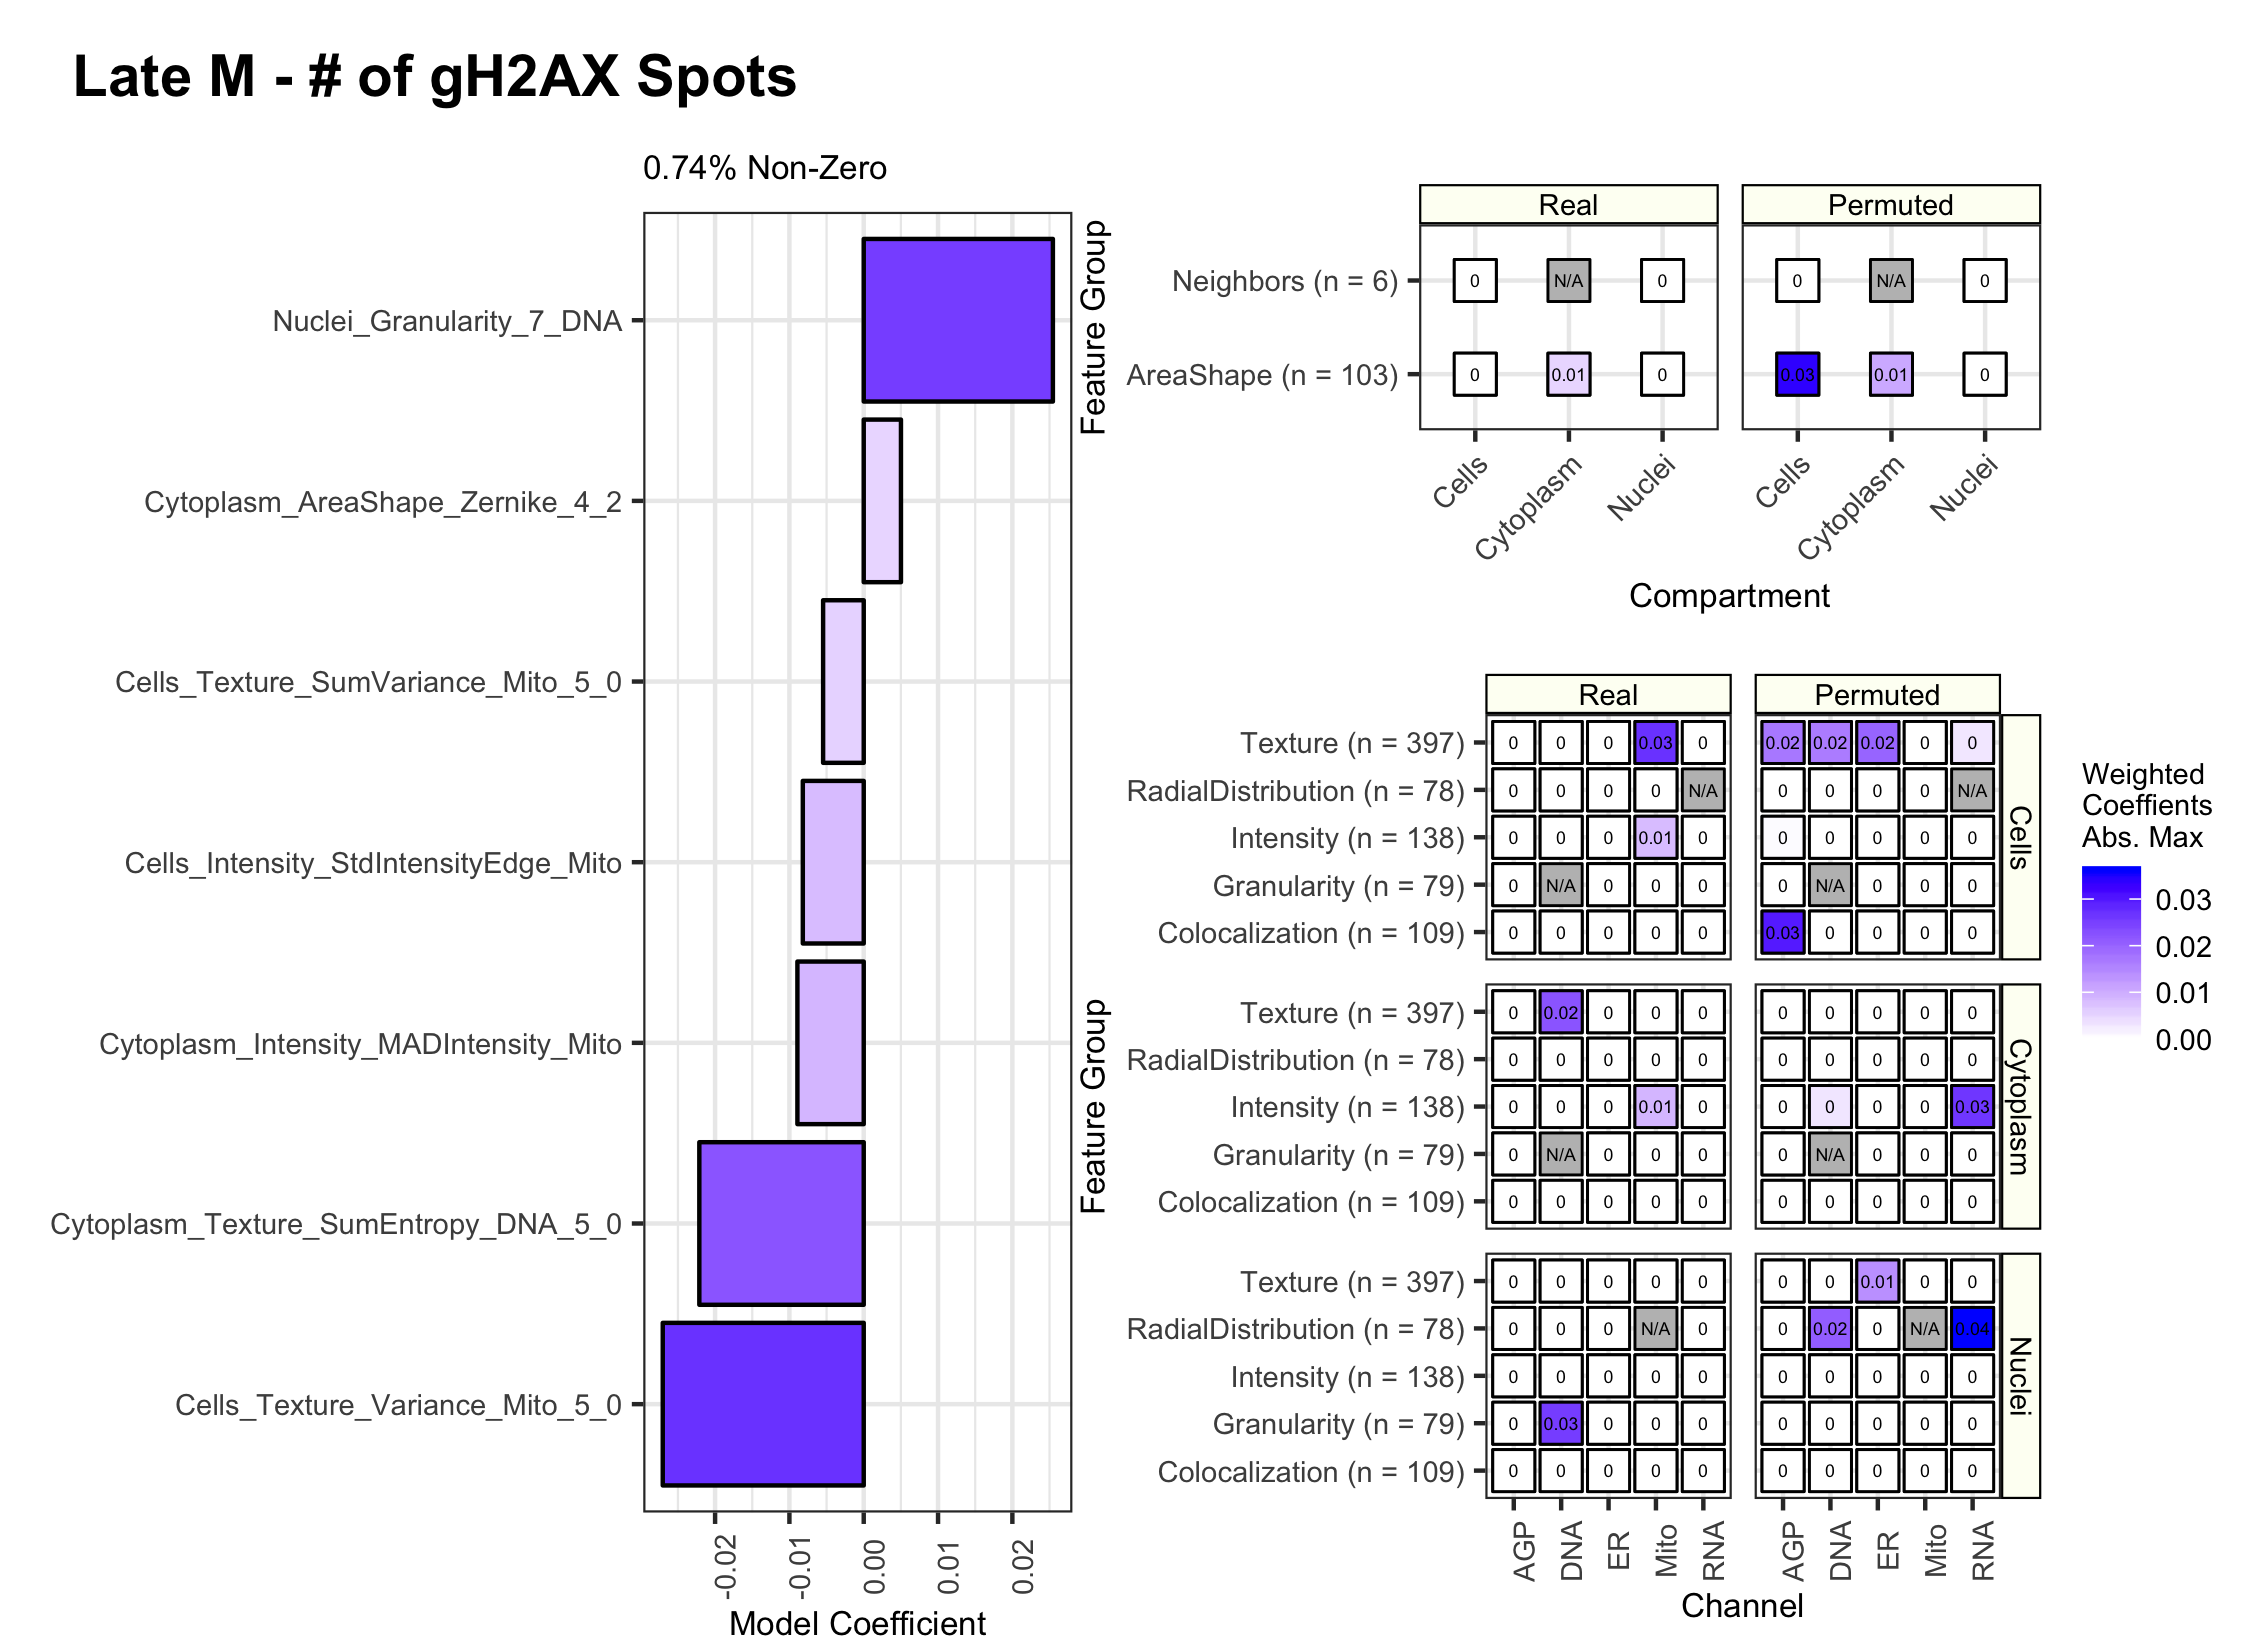 Late M - # of gH2AX Spots
0.74% Non-Zero
Nuclei_Granularity_7_DNA
Cytoplasm_AreaShape_Zernike_4_2
Cells_Texture_SumVariance_Mito_5_0
Cells_Intensity_StdIntensityEdge_Mito
Cytoplasm_Intensity_MADIntensity_Mito
Cytoplasm_Texture_SumEntropy_DNA_5_0
Cells_Texture_Variance_Mito_5_0
-0.02 -0.01 0.00 0.01 0.02
Model Coefficient
Feature Group
Real Permuted
Neighbors (n = 6) 0 N/A 0 0 N/A 0
AreaShape (n = 103) 0 0.01 0 0.03 0.01 0
Cells Cytoplasm Nuclei Cells Cytoplasm Nuclei
Compartment
Feature Group
Real Permuted
Texture (n = 397) 0 0 0 0.03 0 0.02 0.02 0.02 0 0
RadialDistribution (n = 78) 0 0 0 0 N/A 0 0 0 0 N/A
Intensity (n = 138) 0 0 0 0.01 0 0 0 0 0 0
Granularity (n = 79) 0 N/A 0 0 0 0 N/A 0 0 0
Colocalization (n = 109) 0 0 0 0 0 0.03 0 0 0 0
Cells
Texture (n = 397) 0 0.02 0 0 0 0 0 0 0 0
RadialDistribution (n = 78) 0 0 0 0 0 0 0 0 0 0
Intensity (n = 138) 0 0 0 0.01 0 0 0 0 0 0.03
Granularity (n = 79) 0 N/A 0 0 0 0 N/A 0 0 0
Colocalization (n = 109) 0 0 0 0 0 0 0 0 0 0
Cytoplasm
Texture (n = 397) 0 0 0 0 0 0 0 0.01 0 0
RadialDistribution (n = 78) 0 0 0 N/A 0 0 0.02 0 N/A 0.04
Intensity (n = 138) 0 0 0 0 0 0 0 0 0 0
Granularity (n = 79) 0 0.03 0 0 0 0 0 0 0 0
Colocalization (n = 109) 0 0 0 0 0 0 0 0 0 0
Nuclei
AGP DNA ER Mito RNA AGP DNA ER Mito RNA
Channel
Weighted
Coeffients
Abs. Max
0.03
0.02
0.01
0.00